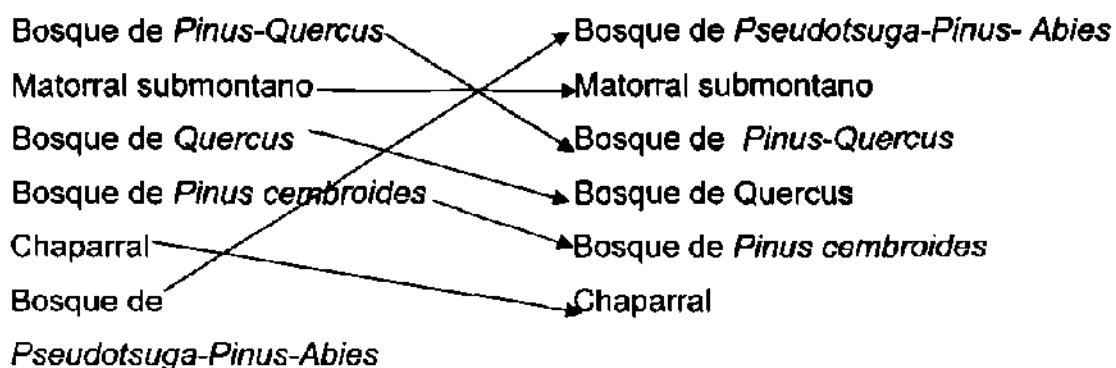 Bosque de Pinus-Quercus
Matorral submontano
Bosque de Quercus
Bosque de Pinus cembroides
Chaparral
Bosque de
Pseudotsuga-Pinus-Abies
Bosque de Pseudotsuga-Pinus- Abies
Matorral submontano
Bosque de Pinus-Quercus
Bosque de Quercus
Bosque de Pinus cembroides
Chaparral